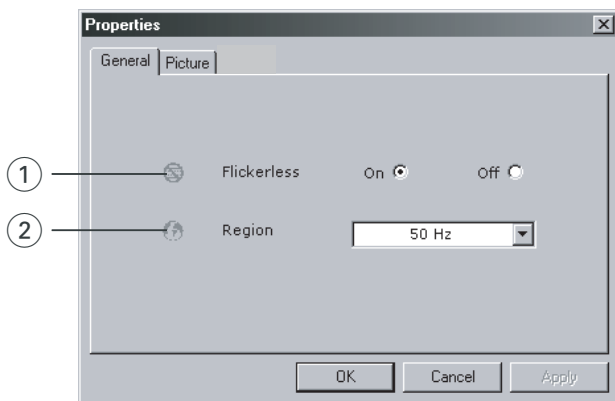 Properties
General Picture
1 Flickerless On Off
2 Region 50 Hz
OK Cancel Apply